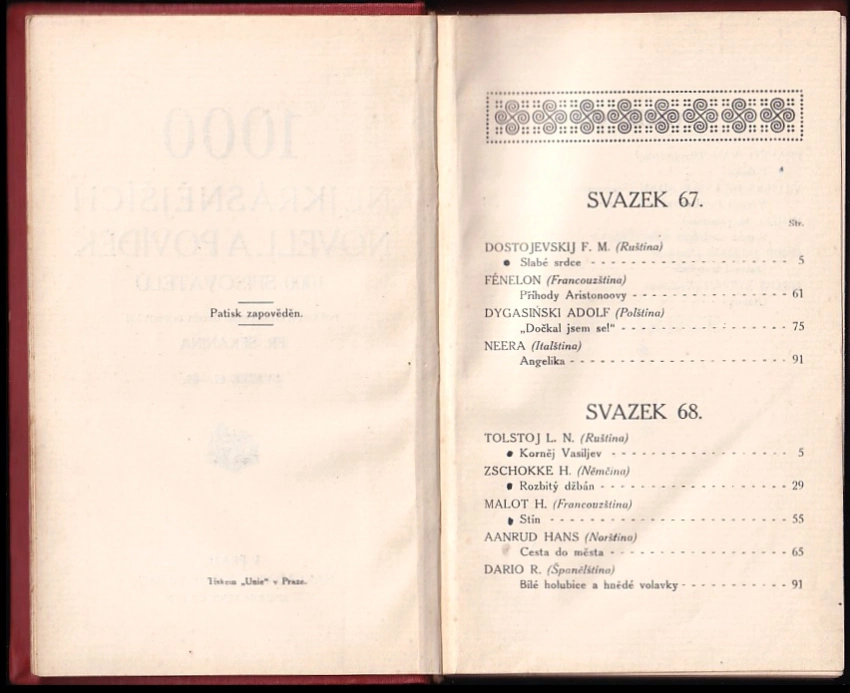 Patisk zapověděn.
Tiskem „Unie“ v Praze.
SVAZEK 67.
Str.
DOSTOJEVSKIJ F. M. (Ruština)
Slabé srdce - - - - - - - - - - - - - - - - - 5
FÉNELON (Francouzština)
Příhody Aristonoovy - - - - - - - - - - - - - 61
DYGASIŃSKI ADOLF (Polština)
„Dočkal jsem se!“ - - - - - - - - - - - - - - 75
NEERA (Italština)
Angelika - - - - - - - - - - - - - - - - - - 91
SVAZEK 68.
TOLSTOJ L. N. (Ruština)
Korněj Vasiljev - - - - - - - - - - - - - - - 5
ZSCHOKKE H. (Němčina)
Rozbitý džbán - - - - - - - - - - - - - - - - 29
MALOT H. (Francouzština)
Stín - - - - - - - - - - - - - - - - - - - - 55
AANRUD HANS (Norština)
Cesta do města - - - - - - - - - - - - - - - 65
DARIO R. (Španělština)
Bílé holubice a hnědé volavky - - - - - - - - 91